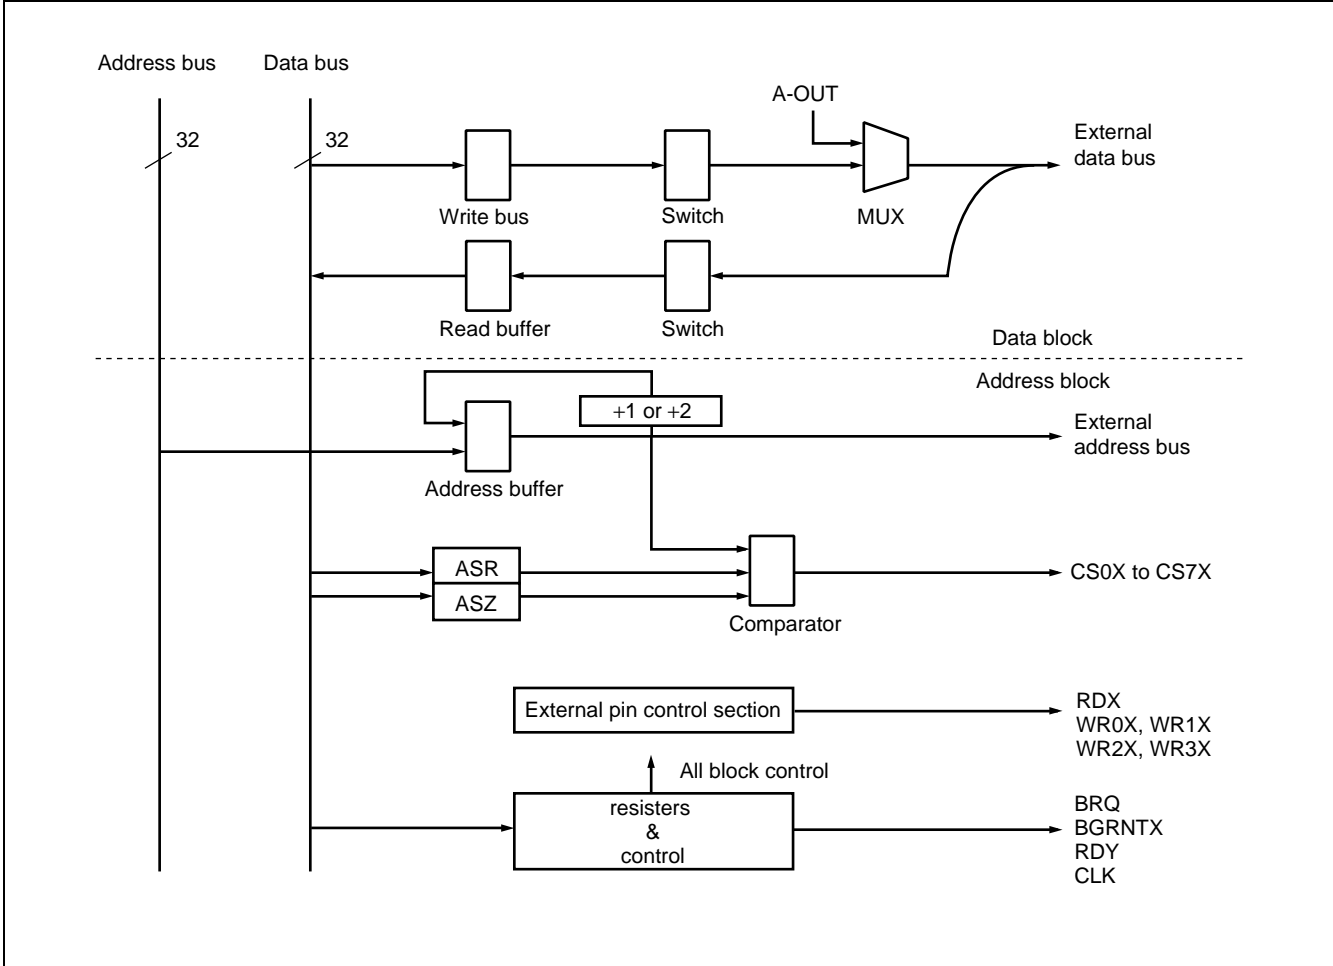 Address bus
Data bus
32
32
A-OUT
External
data bus
Write bus
Switch
MUX
Read buffer
Switch
Data block
Address block
+1 or +2
External
address bus
Address buffer
ASR
ASZ
CS0X to CS7X
Comparator
External pin control section
RDX
WR0X, WR1X
WR2X, WR3X
All block control
resisters
&
control
BRQ
BGRNTX
RDY
CLK